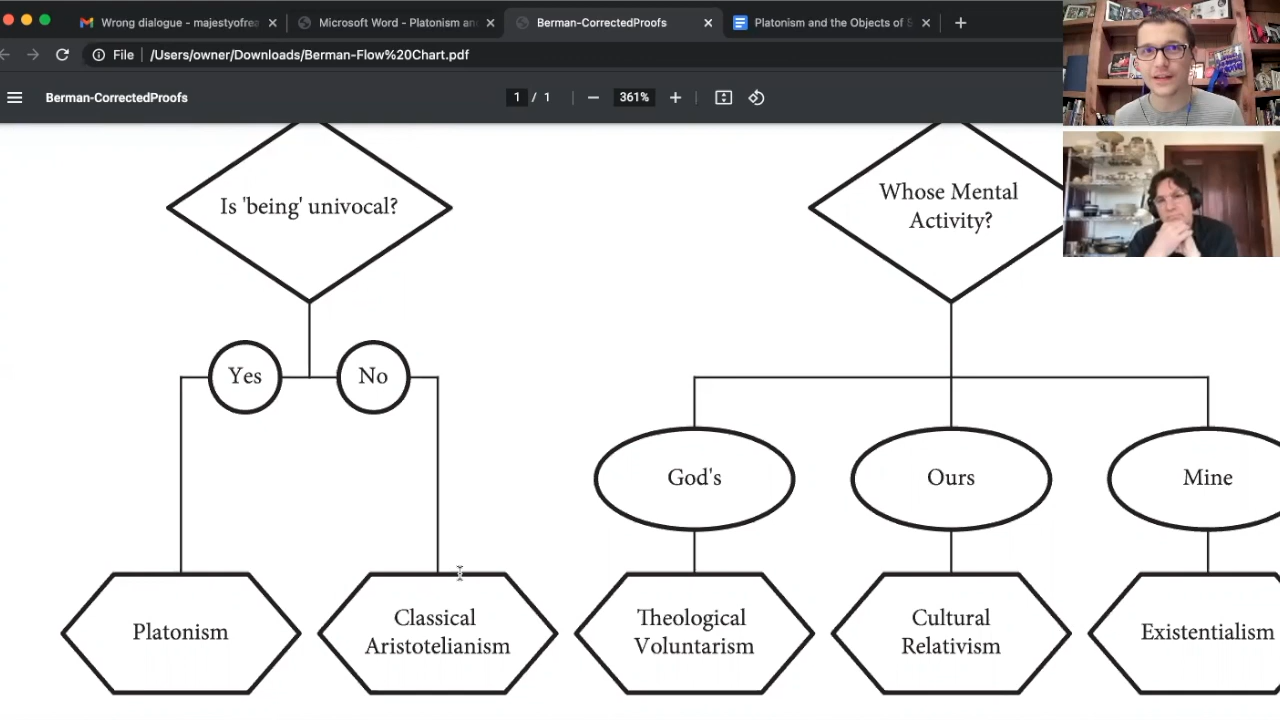 Wrong dialogue - majestyofrea
Microsoft Word - Platonism an
Berman-CorrectedProofs
Platonism and the Objects of S
File
/Users/owner/Downloads/Berman-Flow%20Chart.pdf
Berman-CorrectedProofs
1 / 1
361%
Is 'being' univocal?
Whose Mental
Activity?
Yes
No
God's
Ours
Mine
Platonism
Classical
Aristotelianism
Theological
Voluntarism
Cultural
Relativism
Existentialism